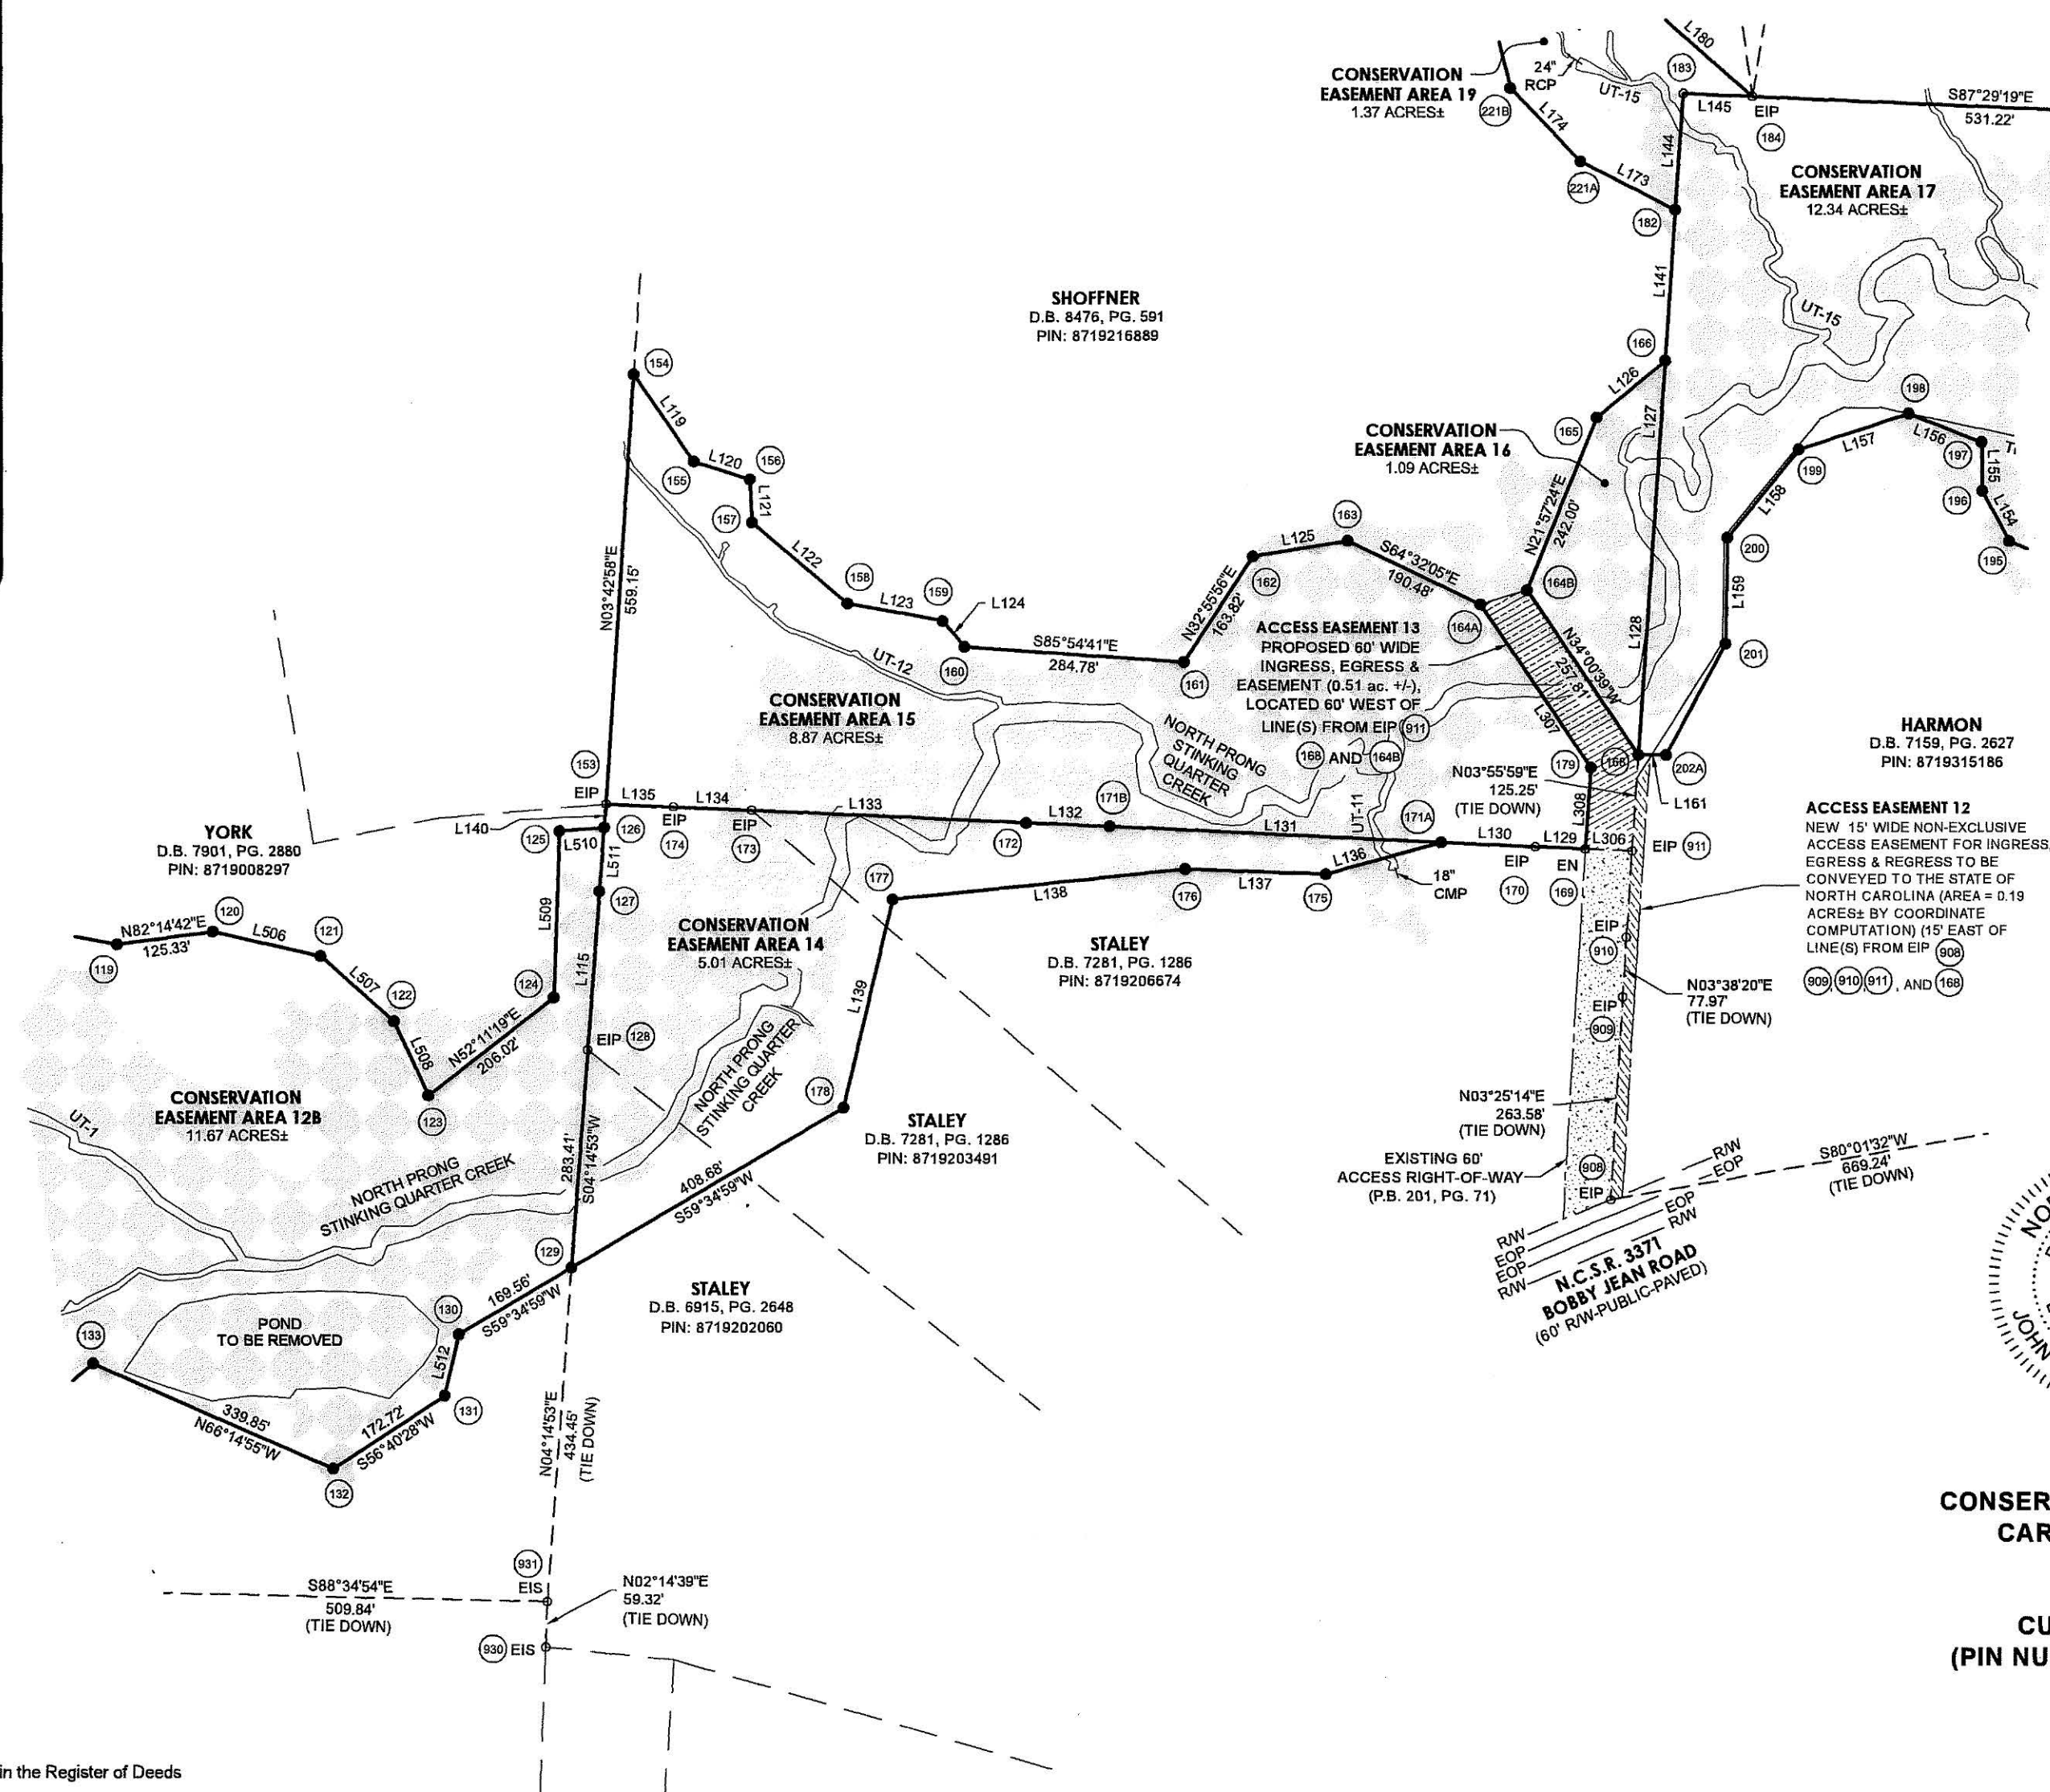 L180
183
24"
RCP
CONSERVATION
EASEMENT AREA 19
1.37 ACRES±
221B
UT-15
L145
EIP
184
S87°29'19"E
531.22'
L174
L144
221A
L173
182
CONSERVATION
EASEMENT AREA 17
12.34 ACRES±
L141
UT-15
SHOFFNER
D.B. 8476, PG. 591
PIN: 8719216889
154
L119
L120
156
155
L121
157
L122
158
L123
159
L124
160
S85°54'41"E
284.78'
161
N32°55'56"E
163.82'
162
L125
163
S64°32'05"E
190.48'
164A
164B
N21°57'24"E
242.00'
165
L126
166
L127
L128
CONSERVATION
EASEMENT AREA 16
1.09 ACRES±
198
L157
L156
197
199
L155
196
L154
195
L158
200
L159
201
N34°00'39"W
257.81'
L307
ACCESS EASEMENT 13
PROPOSED 60' WIDE
INGRESS, EGRESS &
EASEMENT (0.51 ac. +/-),
LOCATED 60' WEST OF
LINE(S) FROM EIP 911
168 AND 164B
HARMON
D.B. 7159, PG. 2627
PIN: 8719315186
N03°42'58"E
559.15'
UT-12
CONSERVATION
EASEMENT AREA 15
8.87 ACRES±
NORTH PRONG
STINKING
QUARTER
CREEK
UT-11
N03°55'59"E
125.25'
(TIE DOWN)
179
168
202A
L161
L308
L306
EIP 911
153
EIP
L135
L134
L133
L132
171B
L131
171A
L130
L129
EIP
174
EIP
173
172
EIP
170
EN
169
L140
125
L510
126
L511
127
L509
L115
YORK
D.B. 7901, PG. 2880
PIN: 8719008297
N82°14'42"E
125.33'
119
120
L506
121
L507
122
L508
123
124
N52°11'19"E
206.02'
177
L138
176
L137
175
L136
18"
CMP
L139
178
CONSERVATION
EASEMENT AREA 14
5.01 ACRES±
STALEY
D.B. 7281, PG. 1286
PIN: 8719206674
ACCESS EASEMENT 12
NEW 15' WIDE NON-EXCLUSIVE
ACCESS EASEMENT FOR INGRESS,
EGRESS & REGRESS TO BE
CONVEYED TO THE STATE OF
NORTH CAROLINA (AREA = 0.19
ACRES± BY COORDINATE
COMPUTATION) (15' EAST OF
LINE(S) FROM EIP 908
909, 910, 911, AND 168
EIP
910
EIP
909
N03°38'20"E
77.97'
(TIE DOWN)
EIP 128
NORTH PRONG
STINKING QUARTER
CREEK
CONSERVATION
EASEMENT AREA 12B
11.67 ACRES±
UT-1
NORTH PRONG
STINKING QUARTER CREEK
283.41'
S04°14'53"W
STALEY
D.B. 7281, PG. 1286
PIN: 8719203491
N03°25'14"E
263.58'
(TIE DOWN)
EXISTING 60'
ACCESS RIGHT-OF-WAY
(P.B. 201, PG. 71)
908
EIP
R/W
EOP
EOP
R/W
R/W
EOP
EOP
R/W
N.C.S.R. 3371
BOBBY JEAN ROAD
(60' R/W-PUBLIC-PAVED)
S80°01'32"W
669.24'
(TIE DOWN)
408.68'
S59°34'59"W
129
169.56'
S59°34'59"W
130
L512
131
POND
TO BE REMOVED
133
339.85'
N66°14'55"W
172.72'
S56°40'28"W
132
STALEY
D.B. 6915, PG. 2648
PIN: 8719202060
N04°14'53"E
434.45'
(TIE DOWN)
931
EIS
S88°34'54"E
509.84'
(TIE DOWN)
N02°14'39"E
59.32'
(TIE DOWN)
930 EIS
JOHN
CONSER
CAR
CU
(PIN NU
in the Register of Deeds